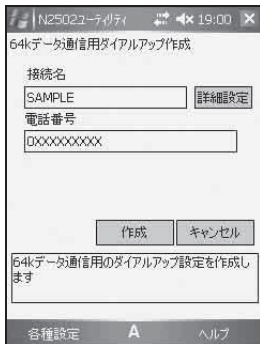 N2502ユーティリティ 19:00
64kデータ通信用ダイアルアップ作成
接続名
SAMPLE 詳細設定
電話番号
0XXXXXXXXX
作成 キャンセル
64kデータ通信用のダイアルアップ設定を作成し
ます
各種設定 A ヘルプ